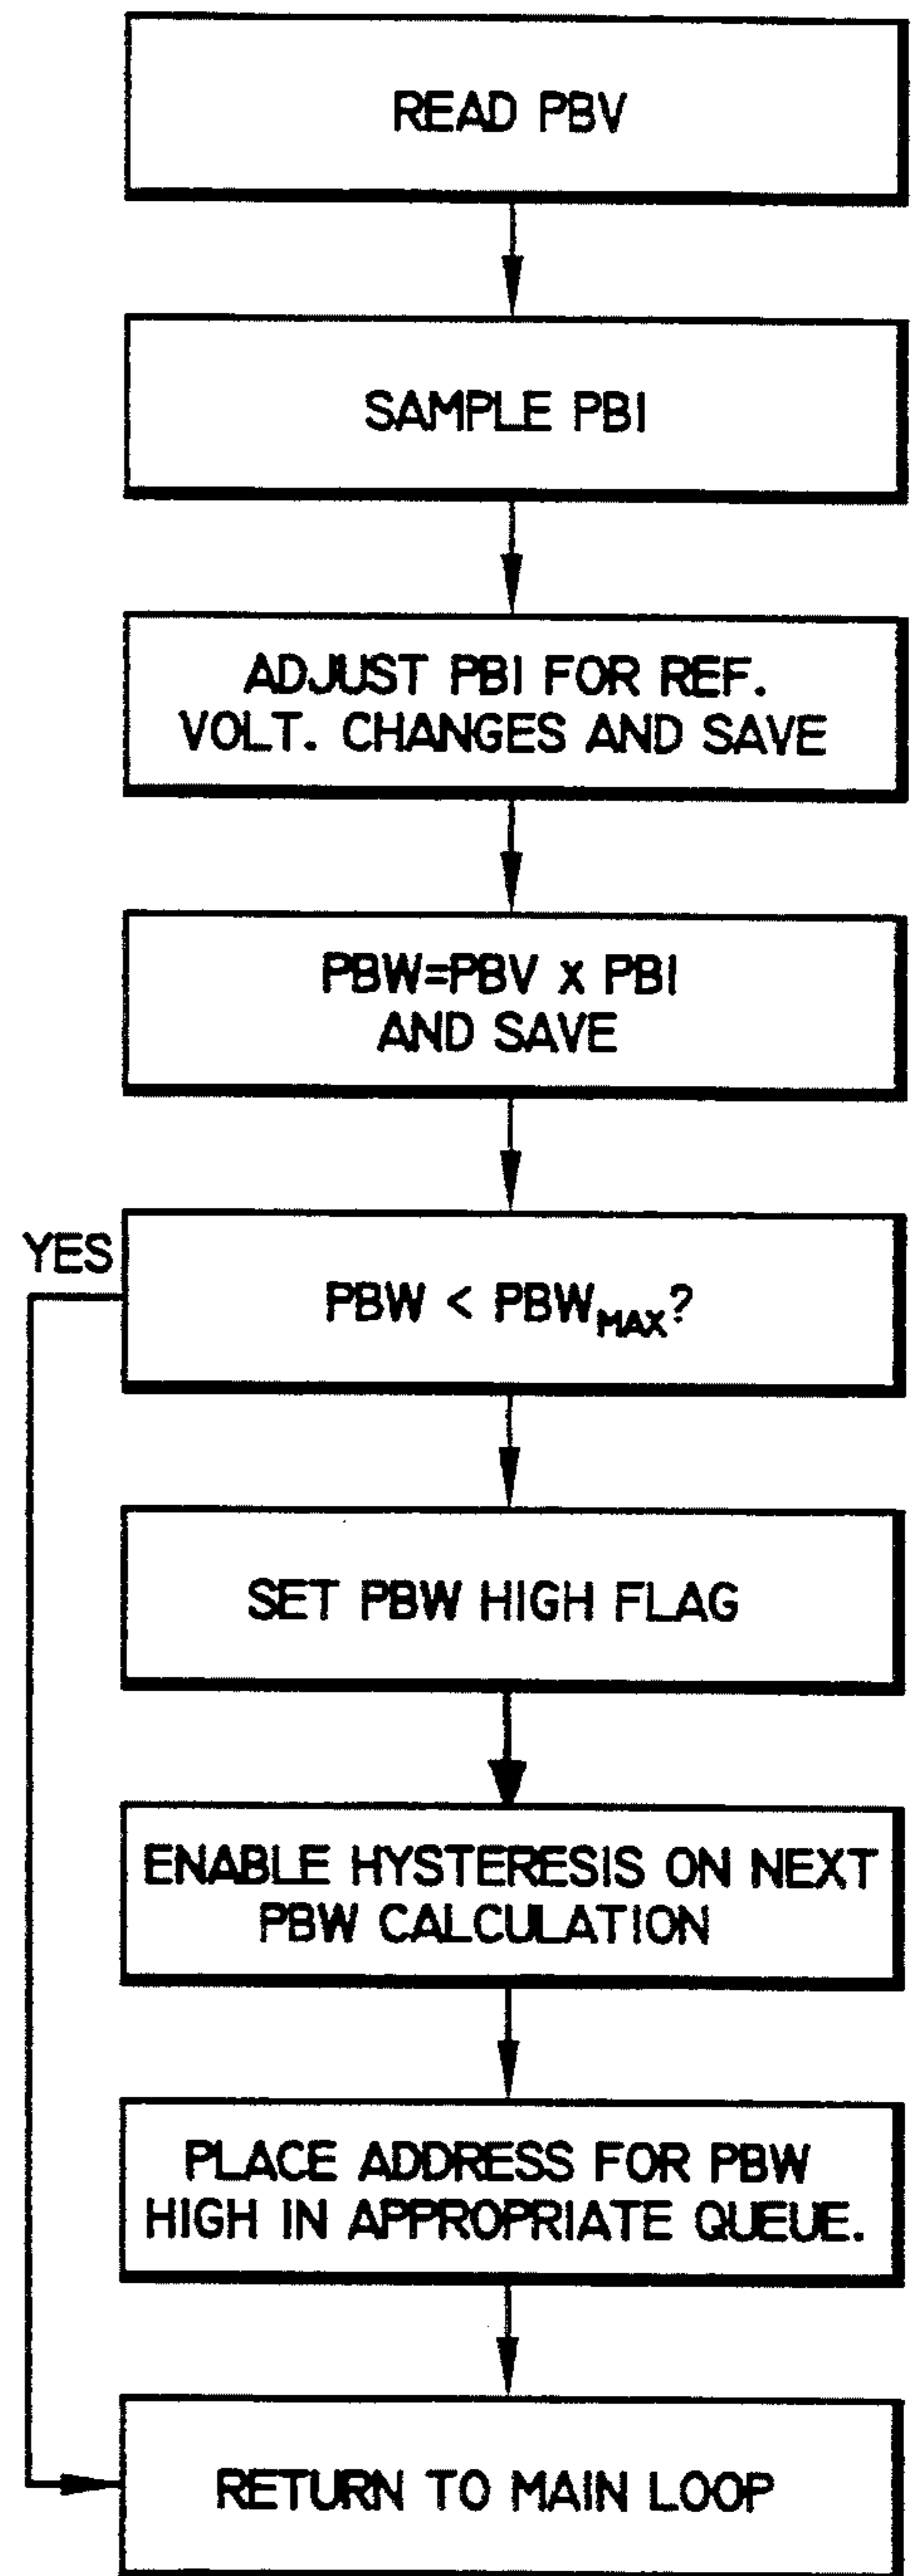 READ PBV
SAMPLE PBI
ADJUST PBI FOR REF.
VOLT. CHANGES AND SAVE
PBW=PBV x PBI
AND SAVE
YES
PBW < PBWMAX?
SET PBW HIGH FLAG
ENABLE HYSTERESIS ON NEXT
PBW CALCULATION
PLACE ADDRESS FOR PBW
HIGH IN APPROPRIATE QUEUE.
RETURN TO MAIN LOOP